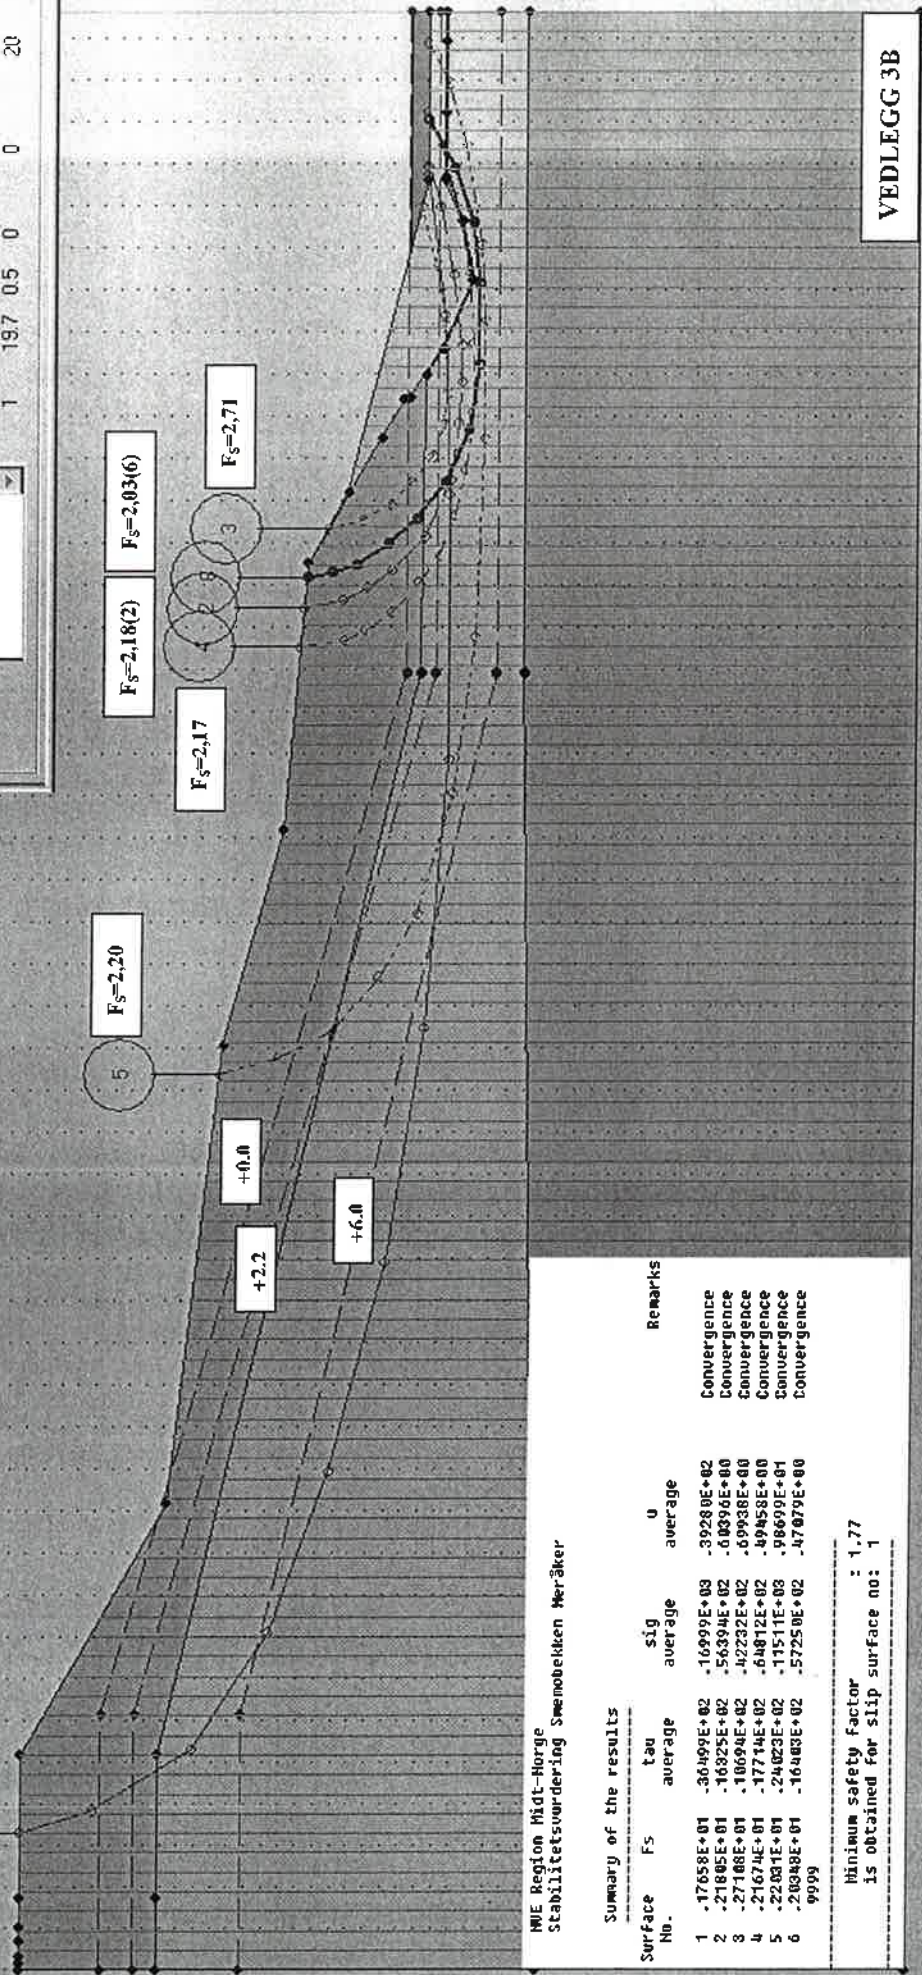 1 19.7 0.5 0 0 20
Fs=2,20
5
Fs=2,17
4
Fs=2,18(2)
2
Fs=2,03(6)
Fs=2,71
3
+0.0
+2.2
+6.0
NVE Region Midt-Norge
Stabilitetsvurdering Smemobekken Meråker
Summary of the results
Surface No. Fs tau average sig average u average Remarks
1 .17658E+01 .36499E+02 .16999E+03 .39280E+02 Convergence
2 .21805E+01 .16825E+02 .56394E+02 .60396E+00 Convergence
3 .27108E+01 .10694E+02 .42232E+02 .69938E+00 Convergence
4 .21674E+01 .17714E+02 .64812E+02 .49458E+00 Convergence
5 .22031E+01 .24023E+02 .11511E+03 .98699E+01 Convergence
6 .20348E+01 .16403E+02 .57250E+02 .47079E+00 Convergence
9999
Minimum safety factor : 1.77
is obtained for slip surface no: 1
VEDLEGG 3B